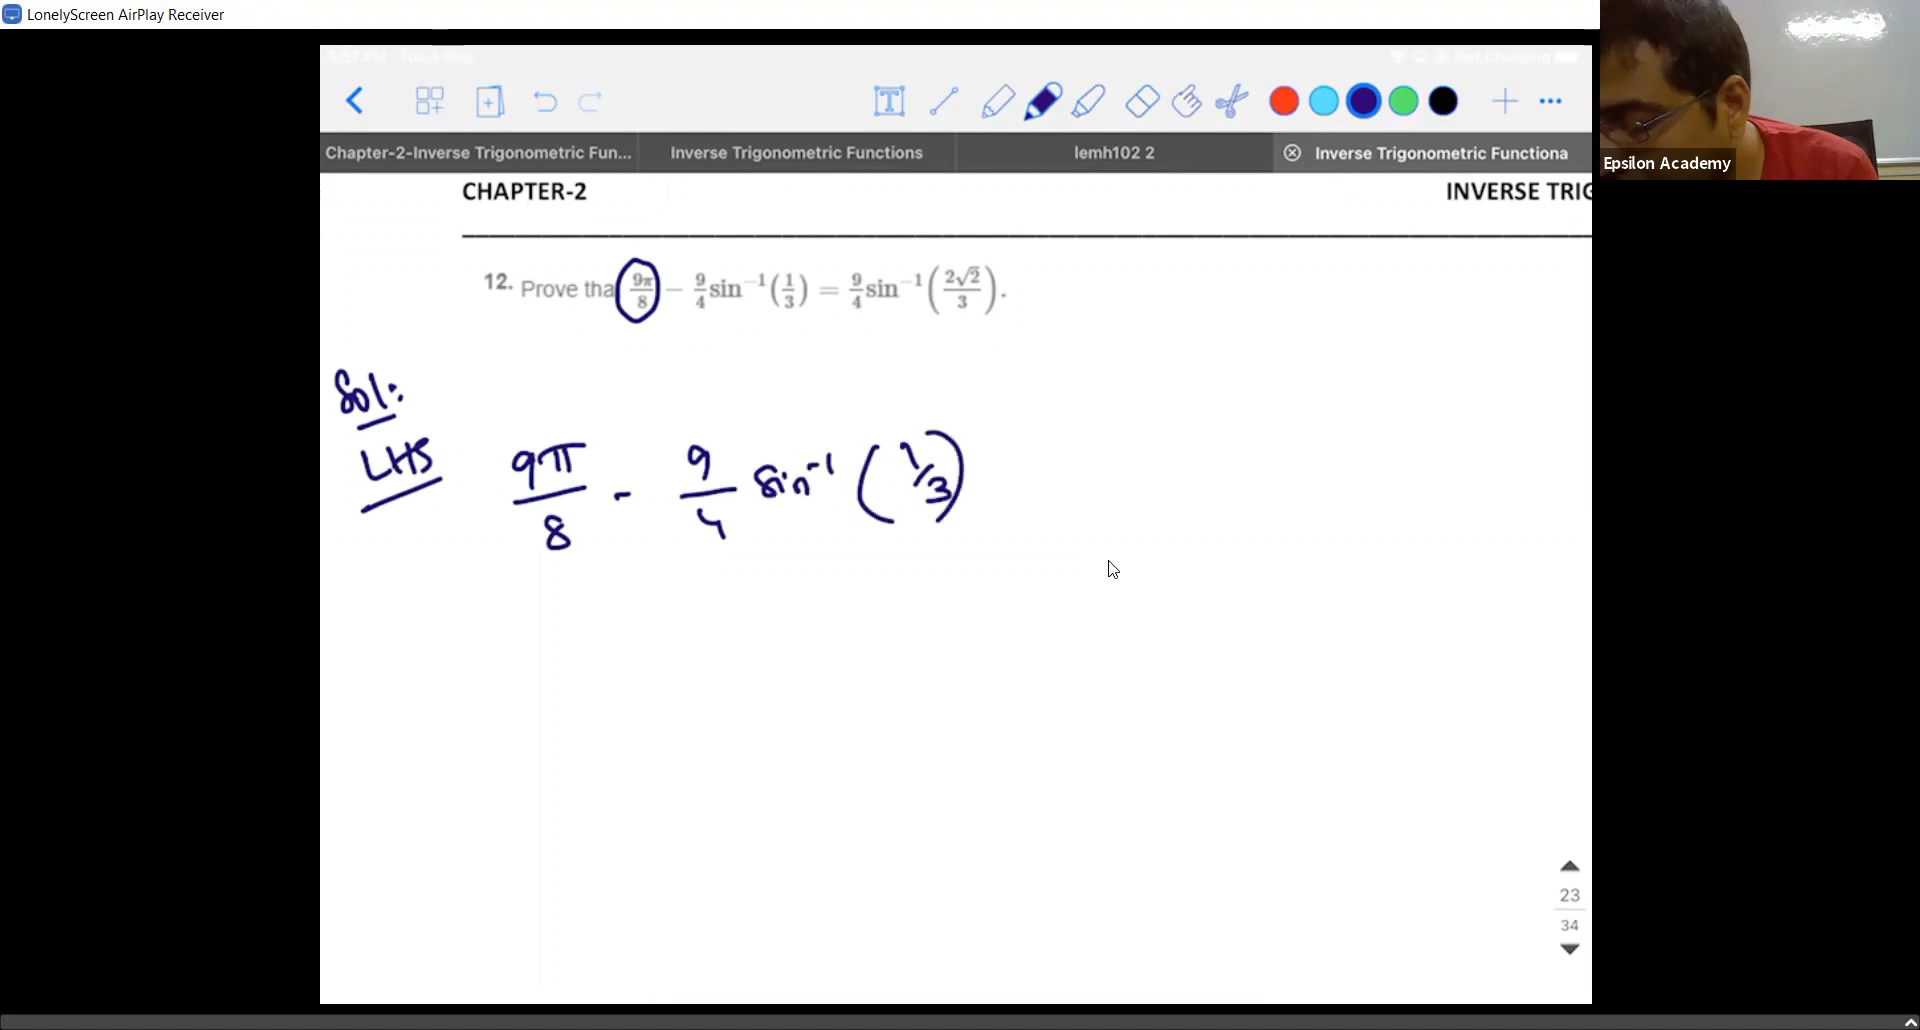 LonelyScreen AirPlay Receiver
Chapter-2-Inverse Trigonometric Fun...
Inverse Trigonometric Functions
lemh102 2
Inverse Trigonometric Functiona
Epsilon Academy
CHAPTER-2
INVERSE TRIG
12. Prove tha 9π/8 − 9/4 sin⁻¹(1/3) = 9/4 sin⁻¹(2√2/3).
Sol:
LHS 9π/8 - 9/4 sin⁻¹(1/3)
23
34